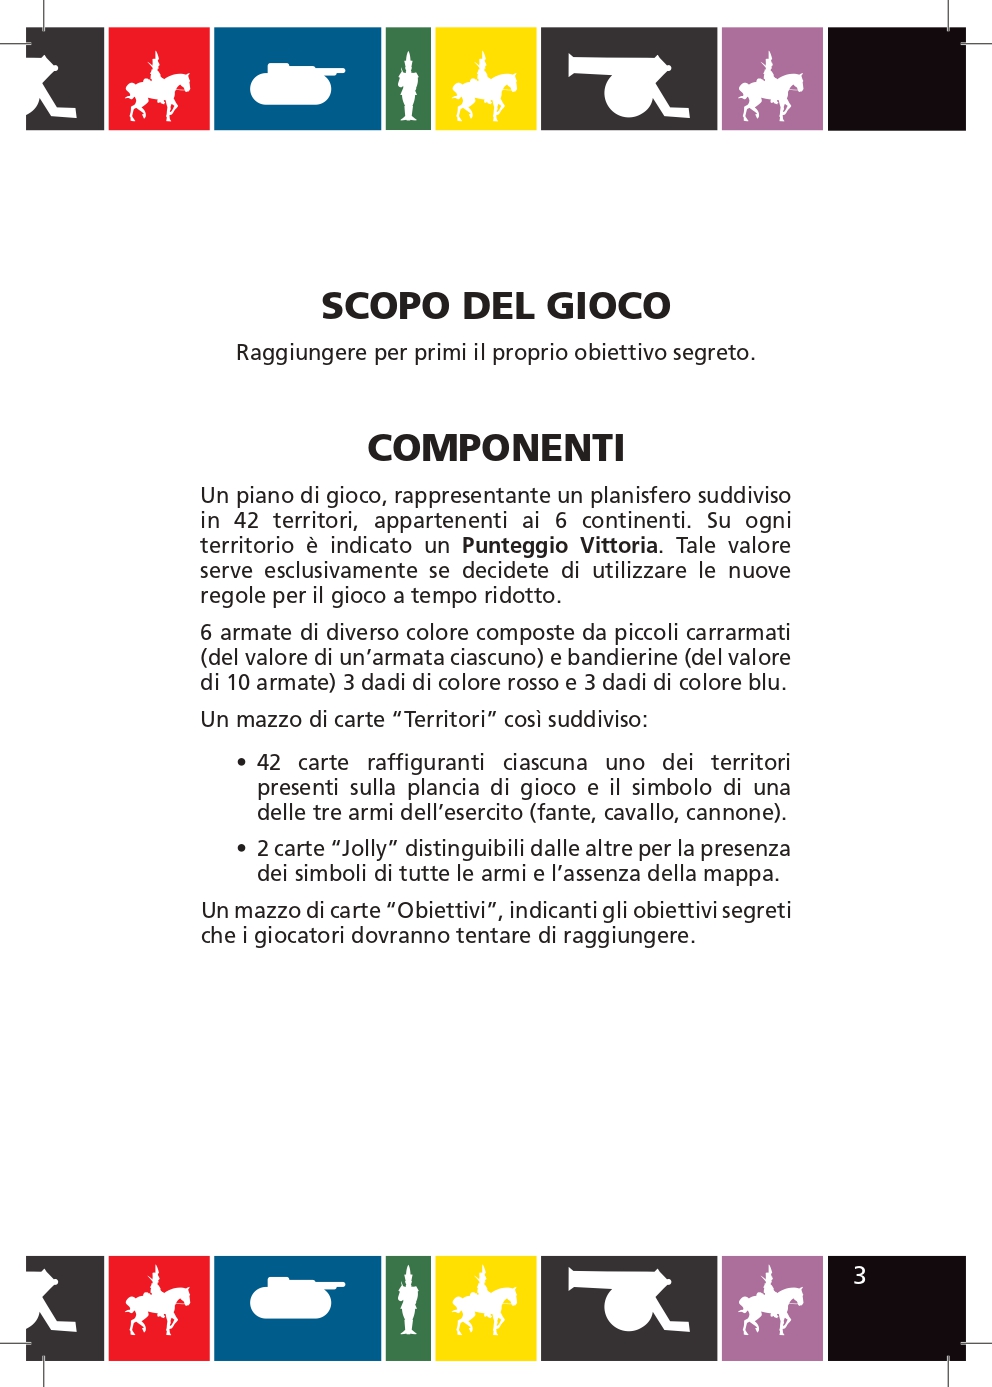 SCOPO DEL GIOCO
Raggiungere per primi il proprio obiettivo segreto.
COMPONENTI
Un piano di gioco, rappresentante un planisfero suddiviso
in 42 territori, appartenenti ai 6 continenti. Su ogni
territorio è indicato un Punteggio Vittoria. Tale valore
serve esclusivamente se decidete di utilizzare le nuove
regole per il gioco a tempo ridotto.
6 armate di diverso colore composte da piccoli carrarmati
(del valore di un’armata ciascuno) e bandierine (del valore
di 10 armate) 3 dadi di colore rosso e 3 dadi di colore blu.
Un mazzo di carte “Territori” così suddiviso:
• 42 carte raffiguranti ciascuna uno dei territori
presenti sulla plancia di gioco e il simbolo di una
delle tre armi dell’esercito (fante, cavallo, cannone).
• 2 carte “Jolly” distinguibili dalle altre per la presenza
dei simboli di tutte le armi e l’assenza della mappa.
Un mazzo di carte “Obiettivi”, indicanti gli obiettivi segreti
che i giocatori dovranno tentare di raggiungere.
3